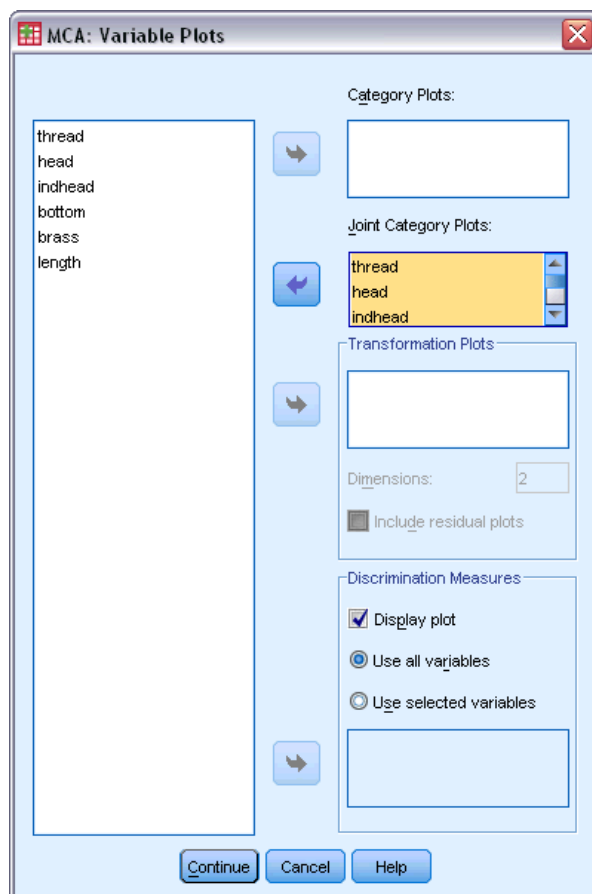 MCA: Variable Plots
thread
head
indhead
bottom
brass
length
Category Plots:
Joint Category Plots:
thread
head
indhead
Transformation Plots
Dimensions:
2
Include residual plots
Discrimination Measures
Display plot
Use all variables
Use selected variables
Continue
Cancel
Help